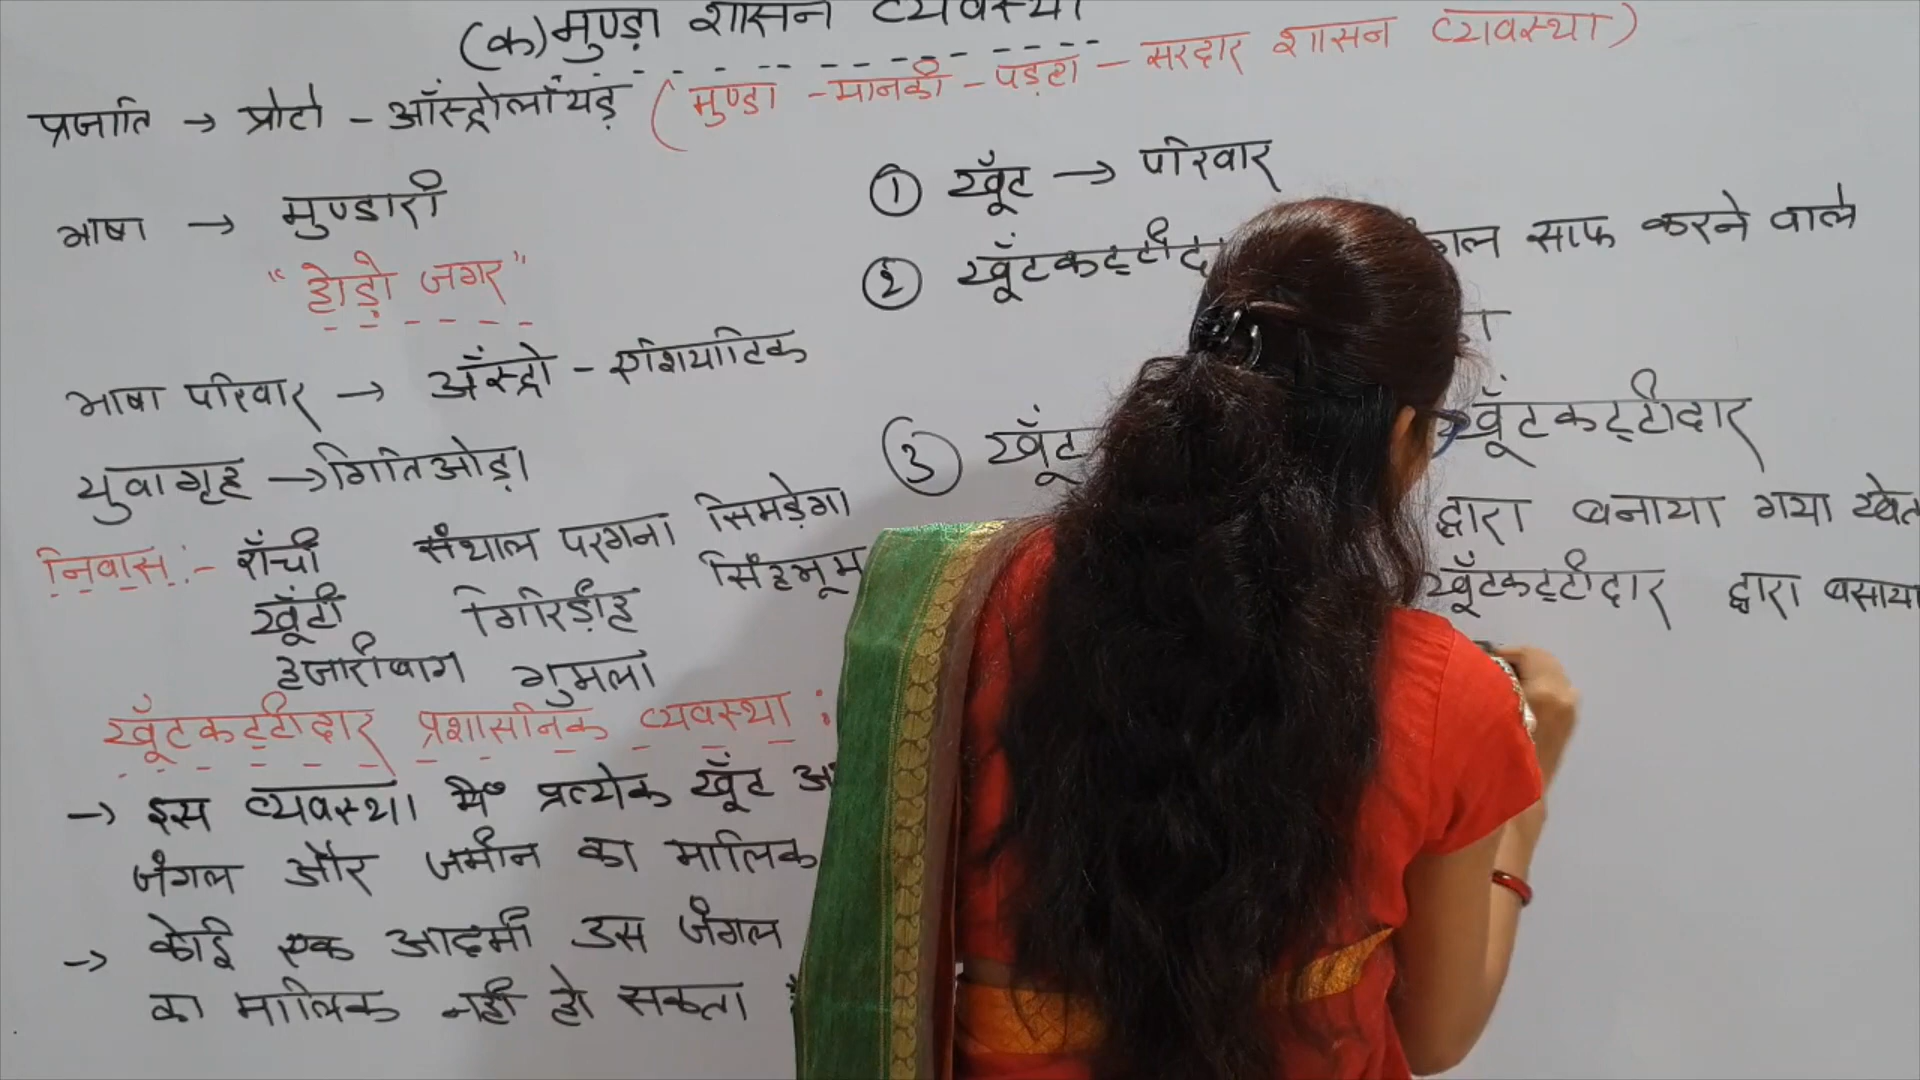 (क) मुण्डा शासन व्यवस्था
(मुण्डा - मानकी - पड़हा - सरदार शासन व्यवस्था)
प्रजाति → प्रोटो - ऑस्ट्रोलॉयड़
भाषा → मुण्डारी
"होड़ो जगर"
भाषा परिवार → ऑस्ट्रो - एशियाटिक
युवागृह → गितिओड़ा
निवास :- राँची संथाल परगना सिमड़ेगा
खूँटी गिरिडीह सिंहभूम
हजारीबाग गुमला
खूँटकट्टीदार प्रशासनिक व्यवस्था :
→ इस व्यवस्था में प्रत्येक खूँट
जंगल और जमीन का मालिक
→ कोई एक आदमी उस जंगल
का मालिक नही हो सकता
① खूँट → परिवार
② खूँटकट्टीद साफ करने वाले
③ खूँट खूँटकट्टीदार
द्वारा बनाया गया खेत
खूँटकट्टीदार द्वारा बसाया